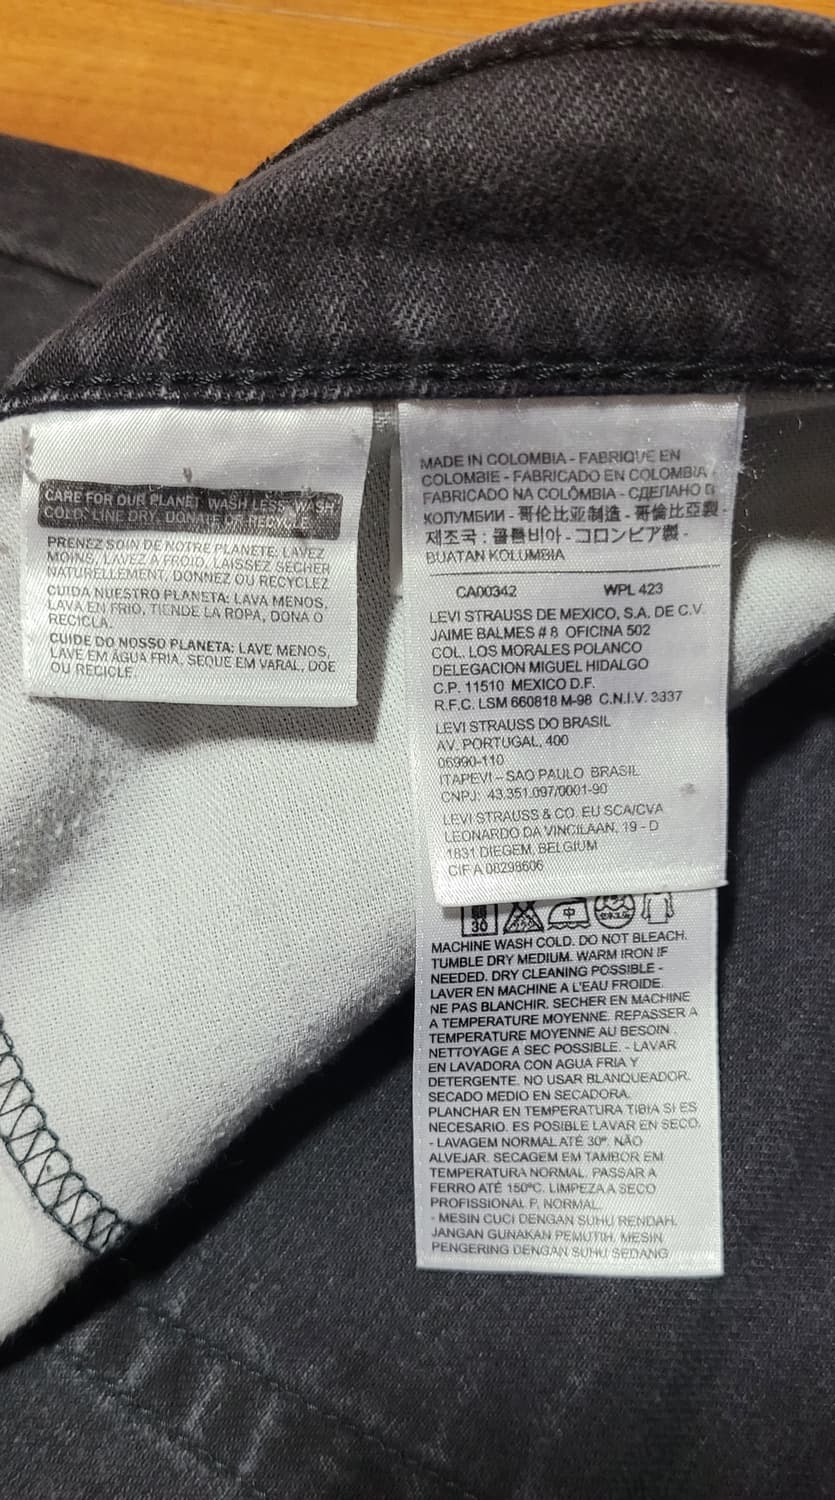 CARE FOR OUR PLANET: WASH LESS, WASH
COLD, LINE DRY, DONATE OR RECYCLE
PRENEZ SOIN DE NOTRE PLANETE: LAVEZ
MOINS, LAVEZ A FROID, LAISSEZ SECHER
NATURELLEMENT, DONNEZ OU RECYCLEZ
CUIDA NUESTRO PLANETA: LAVA MENOS,
LAVA EN FRIO, TIENDE LA ROPA, DONA O
RECICLA.
CUIDE DO NOSSO PLANETA: LAVE MENOS,
LAVE EM ÁGUA FRIA, SEQUE EM VARAL, DOE
OU RECICLE.
MADE IN COLOMBIA - FABRIQUE EN
COLOMBIE - FABRICADO EN COLOMBIA /
FABRICADO NA COLÔMBIA - СДЕЛАНО В
КОЛУМБИИ - 哥伦比亚制造 - 哥倫比亞製 -
제조국 : 콜롬비아 - コロンビア製 -
BUATAN KOLUMBIA
CA00342 WPL 423
LEVI STRAUSS DE MEXICO, S.A. DE C.V.
JAIME BALMES # 8 OFICINA 502
COL. LOS MORALES POLANCO
DELEGACION MIGUEL HIDALGO
C.P. 11510 MEXICO D.F.
R.F.C. LSM 660818 M-98 C.N.I.V. 3337
LEVI STRAUSS DO BRASIL
AV. PORTUGAL, 400
06990-110
ITAPEVI – SAO PAULO BRASIL
CNPJ: 43.351.097/0001-90
LEVI STRAUSS & CO. EU SCA/CVA
LEONARDO DA VINCILAAN, 19 - D
1831 DIEGEM, BELGIUM
CIF A 08298606
30 中
MACHINE WASH COLD. DO NOT BLEACH.
TUMBLE DRY MEDIUM. WARM IRON IF
NEEDED. DRY CLEANING POSSIBLE -
LAVER EN MACHINE A L'EAU FROIDE.
NE PAS BLANCHIR. SECHER EN MACHINE
A TEMPERATURE MOYENNE. REPASSER A
TEMPERATURE MOYENNE AU BESOIN.
NETTOYAGE A SEC POSSIBLE. - LAVAR
EN LAVADORA CON AGUA FRIA Y
DETERGENTE. NO USAR BLANQUEADOR.
SECADO MEDIO EN SECADORA.
PLANCHAR EN TEMPERATURA TIBIA SI ES
NECESARIO. ES POSIBLE LAVAR EN SECO.
- LAVAGEM NORMAL ATÉ 30º. NÃO
ALVEJAR. SECAGEM EM TAMBOR EM
TEMPERATURA NORMAL. PASSAR A
FERRO ATÉ 150ºC. LIMPEZA A SECO
PROFISSIONAL P, NORMAL.
- MESIN CUCI DENGAN SUHU RENDAH.
JANGAN GUNAKAN PEMUTIH. MESIN
PENGERING DENGAN SUHU SEDANG